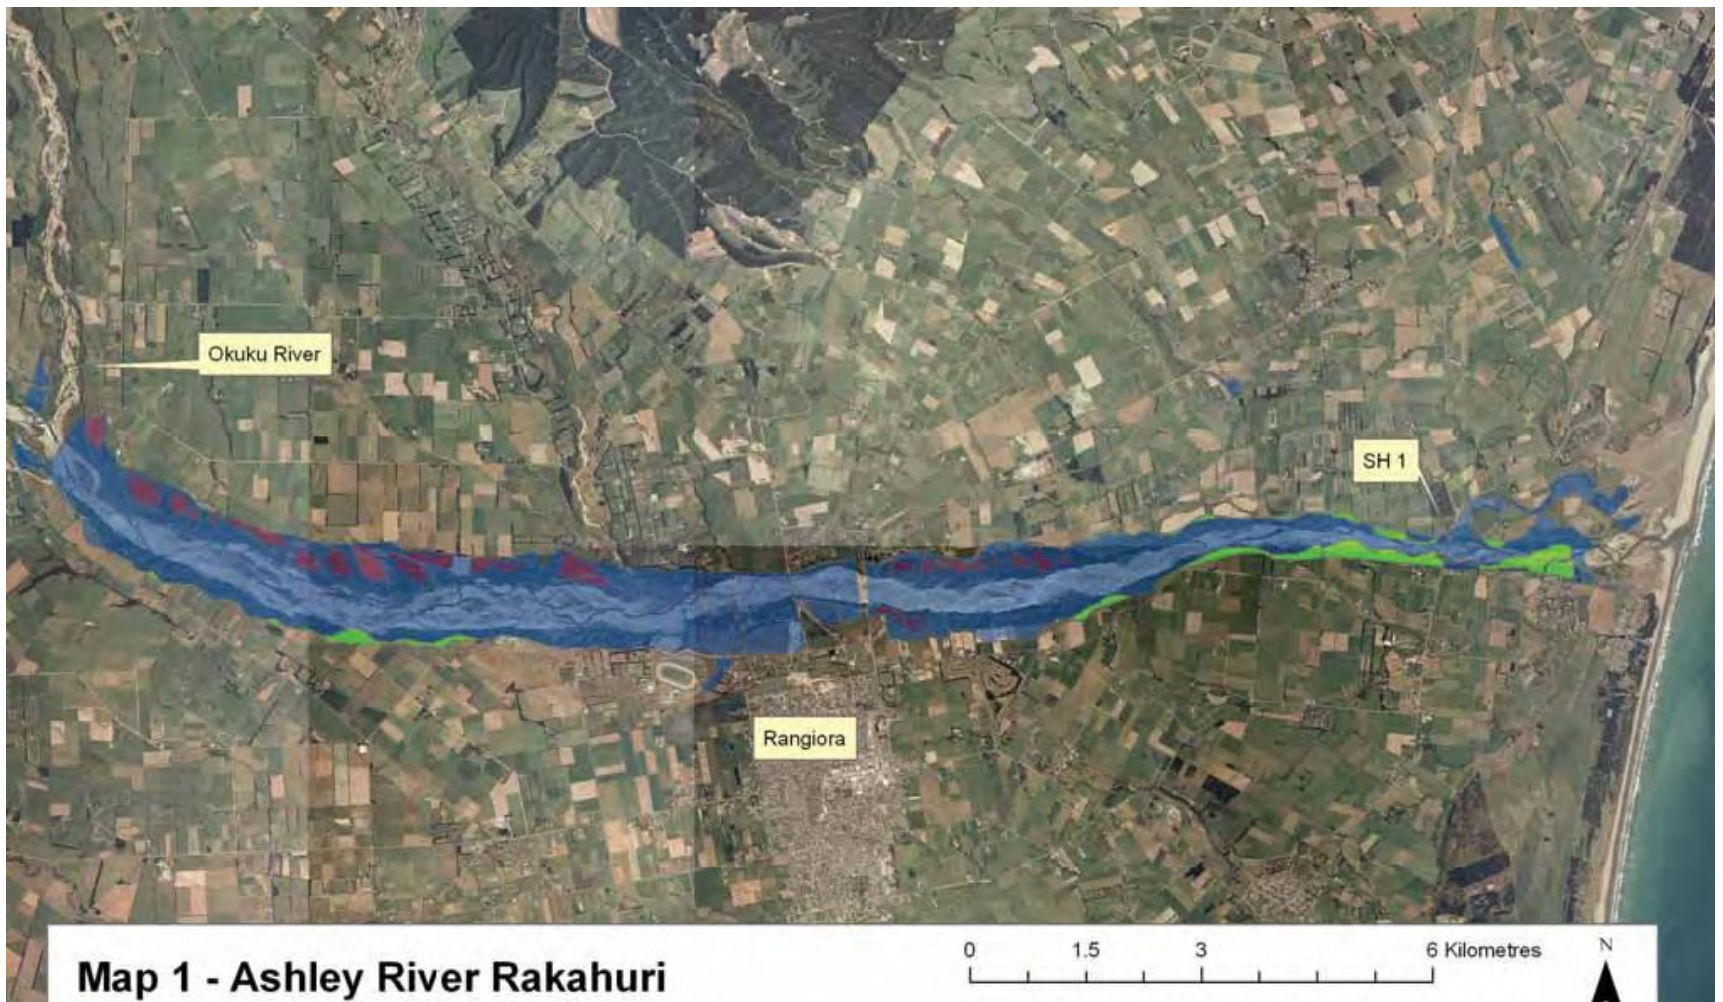 Okuku River
SH 1
Rangiora
Map 1 - Ashley River Rakahuri
0 1.5 3 6 Kilometres
N